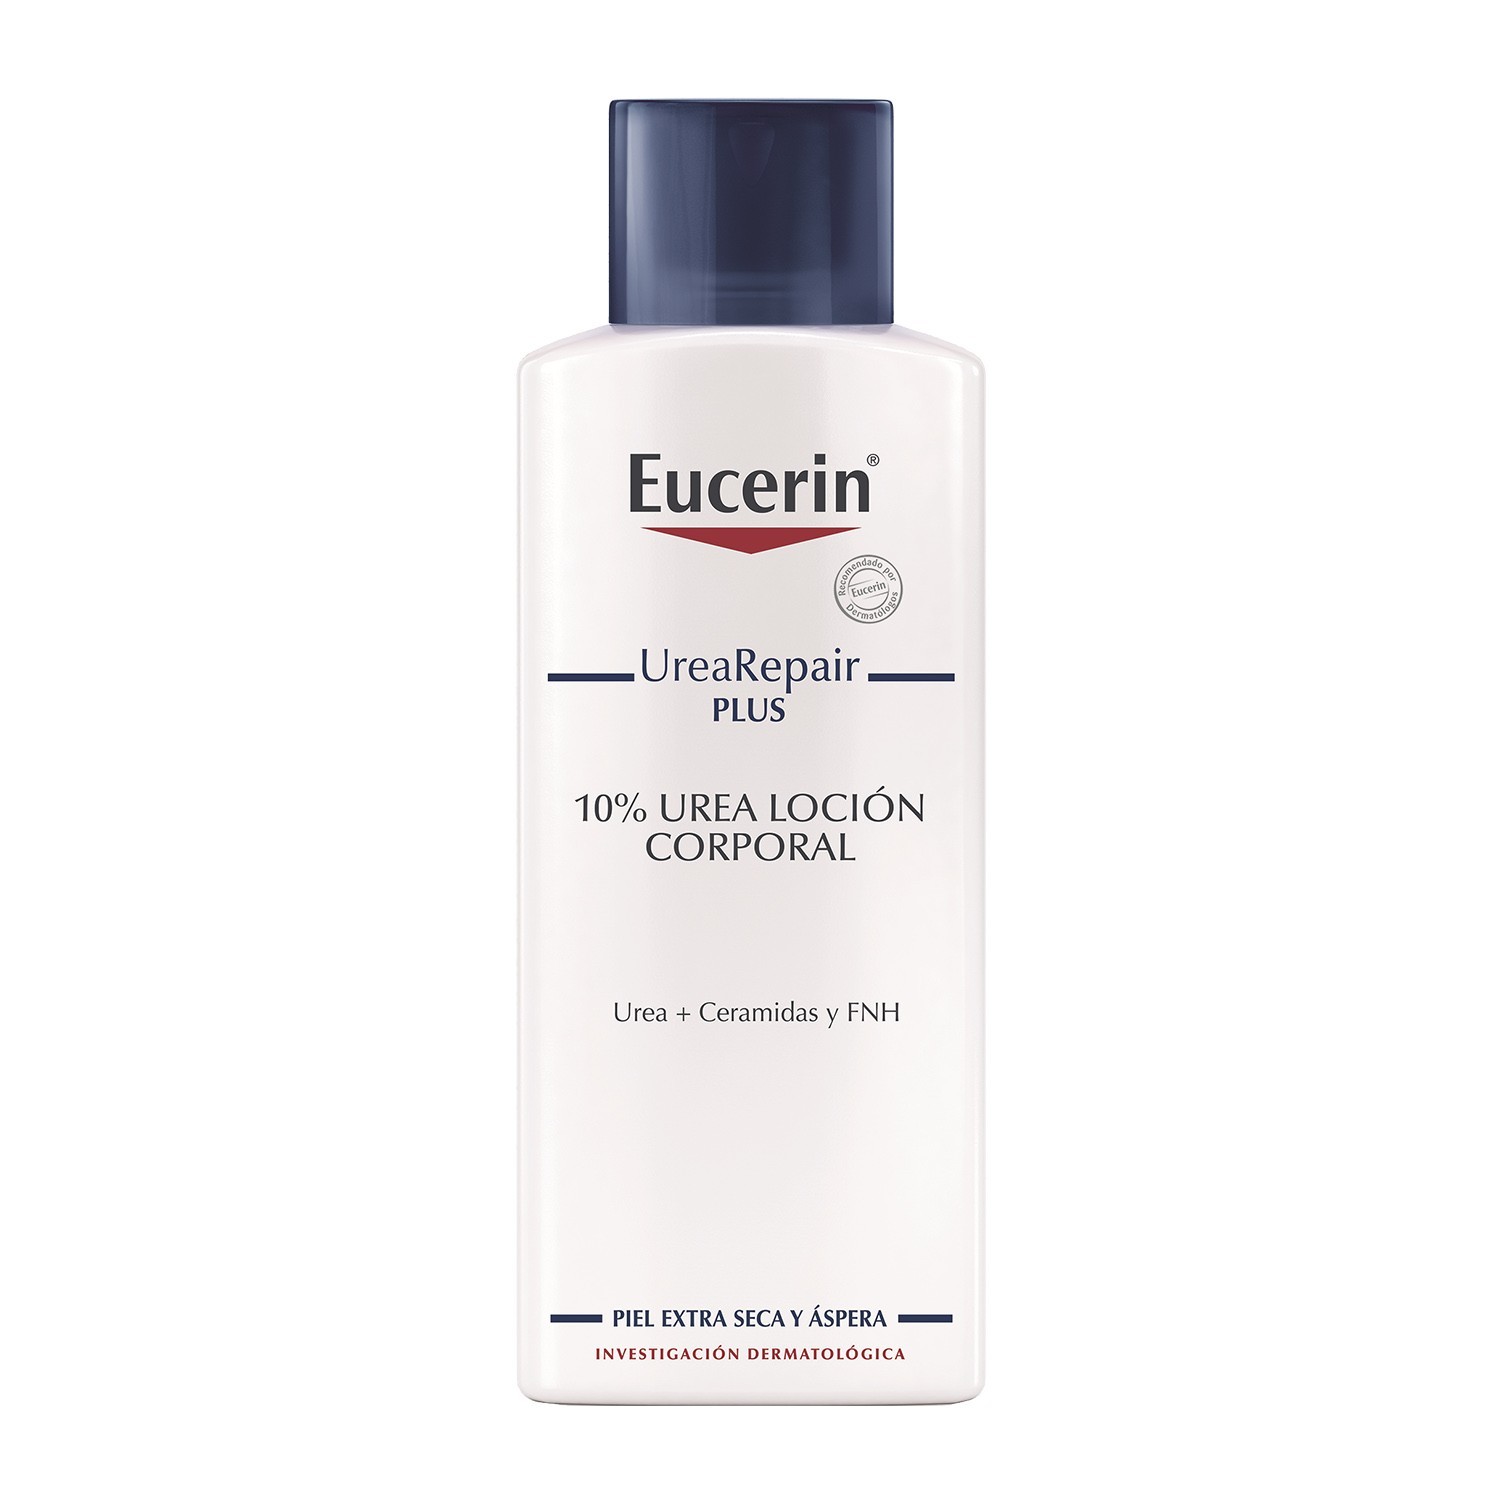 Eucerin®
Recomendado por
Eucerin
Dermatólogos
UreaRepair
PLUS
10% UREA LOCIÓN
CORPORAL
Urea + Ceramidas y FNH
PIEL EXTRA SECA Y ÁSPERA
INVESTIGACIÓN DERMATOLÓGICA